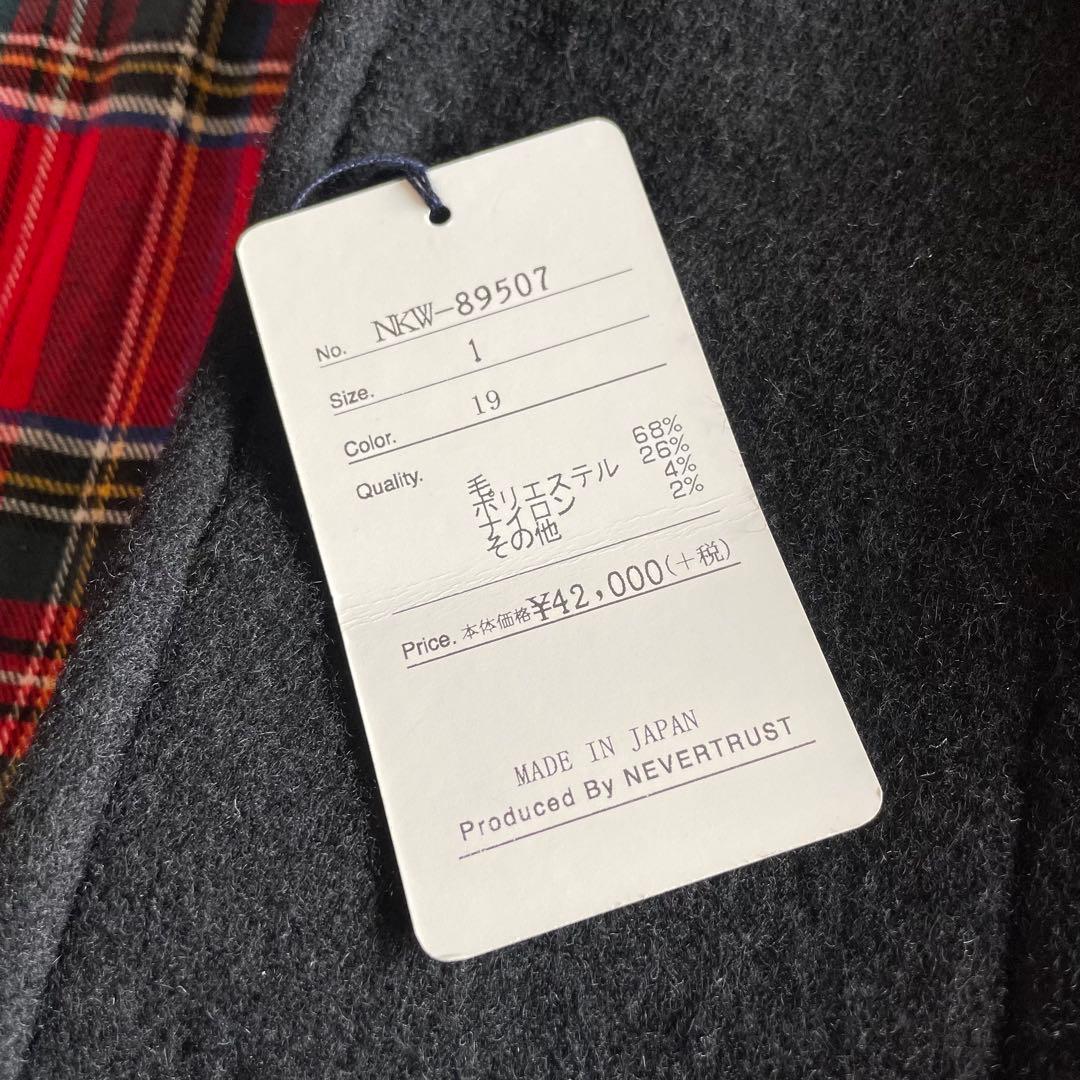 No. NKW-89507
Size. 1
Color. 19
Quality. 毛 68%
ポリエステル 26%
ナイロン 4%
その他 2%
Price. 本体価格¥42,000(+税)
MADE IN JAPAN
Produced By NEVERTRUST